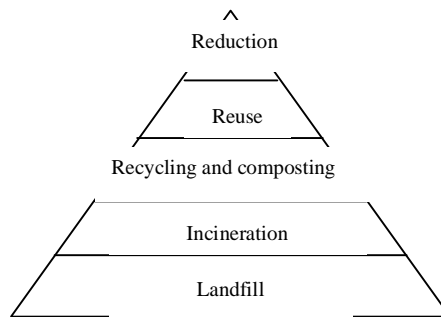 Reduction
Reuse
Recycling and composting
Incineration
Landfill